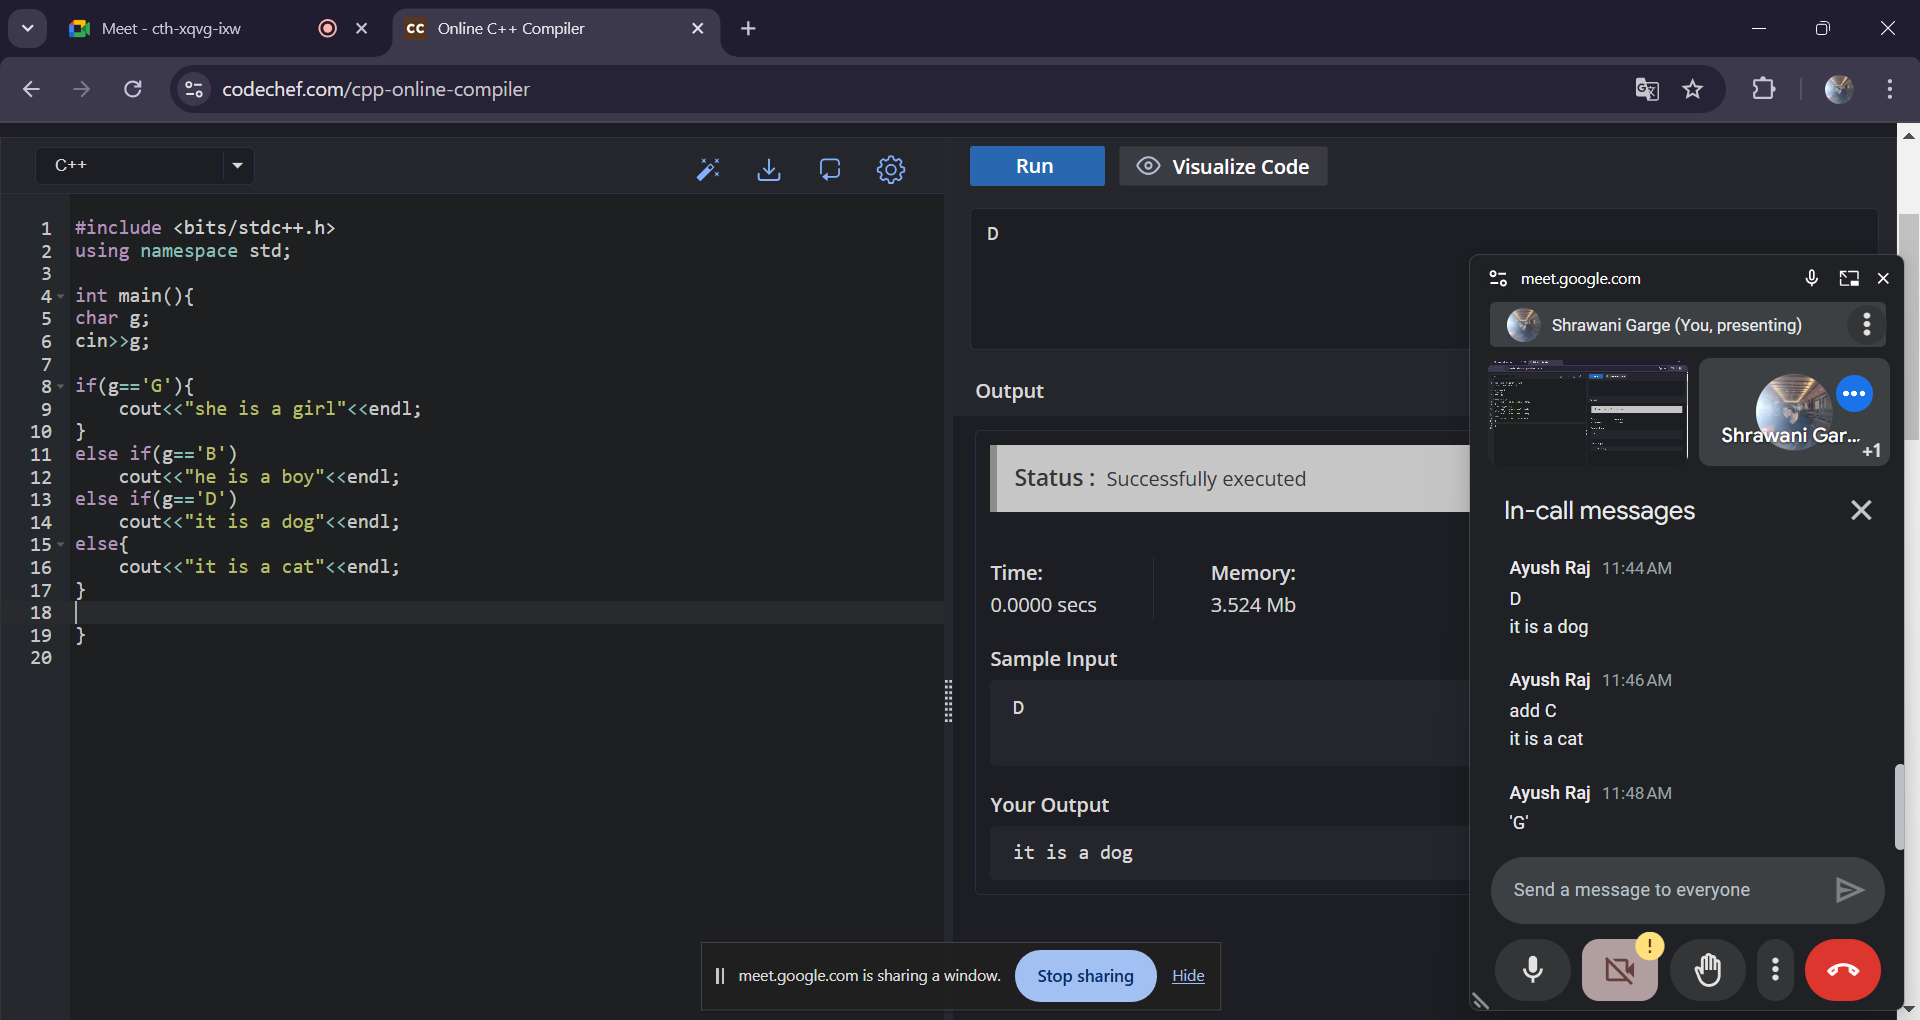 Meet - cth-xqvg-ixw
CC Online C++ Compiler
codechef.com/cpp-online-compiler
C++
Run
Visualize Code
1 #include <bits/stdc++.h>
2 using namespace std;
3
4 int main(){
5 char g;
6 cin>>g;
7
8 if(g=='G'){
9 cout<<"she is a girl"<<endl;
10 }
11 else if(g=='B')
12 cout<<"he is a boy"<<endl;
13 else if(g=='D')
14 cout<<"it is a dog"<<endl;
15 else{
16 cout<<"it is a cat"<<endl;
17 }
18
19 }
20
D
Output
Status : Successfully executed
Time:
0.0000 secs
Memory:
3.524 Mb
Sample Input
D
Your Output
it is a dog
meet.google.com is sharing a window.
Stop sharing
Hide
meet.google.com
Shrawani Garge (You, presenting)
Shrawani Gar...
+1
In-call messages
Ayush Raj 11:44 AM
D
it is a dog
Ayush Raj 11:46 AM
add C
it is a cat
Ayush Raj 11:48 AM
'G'
Send a message to everyone